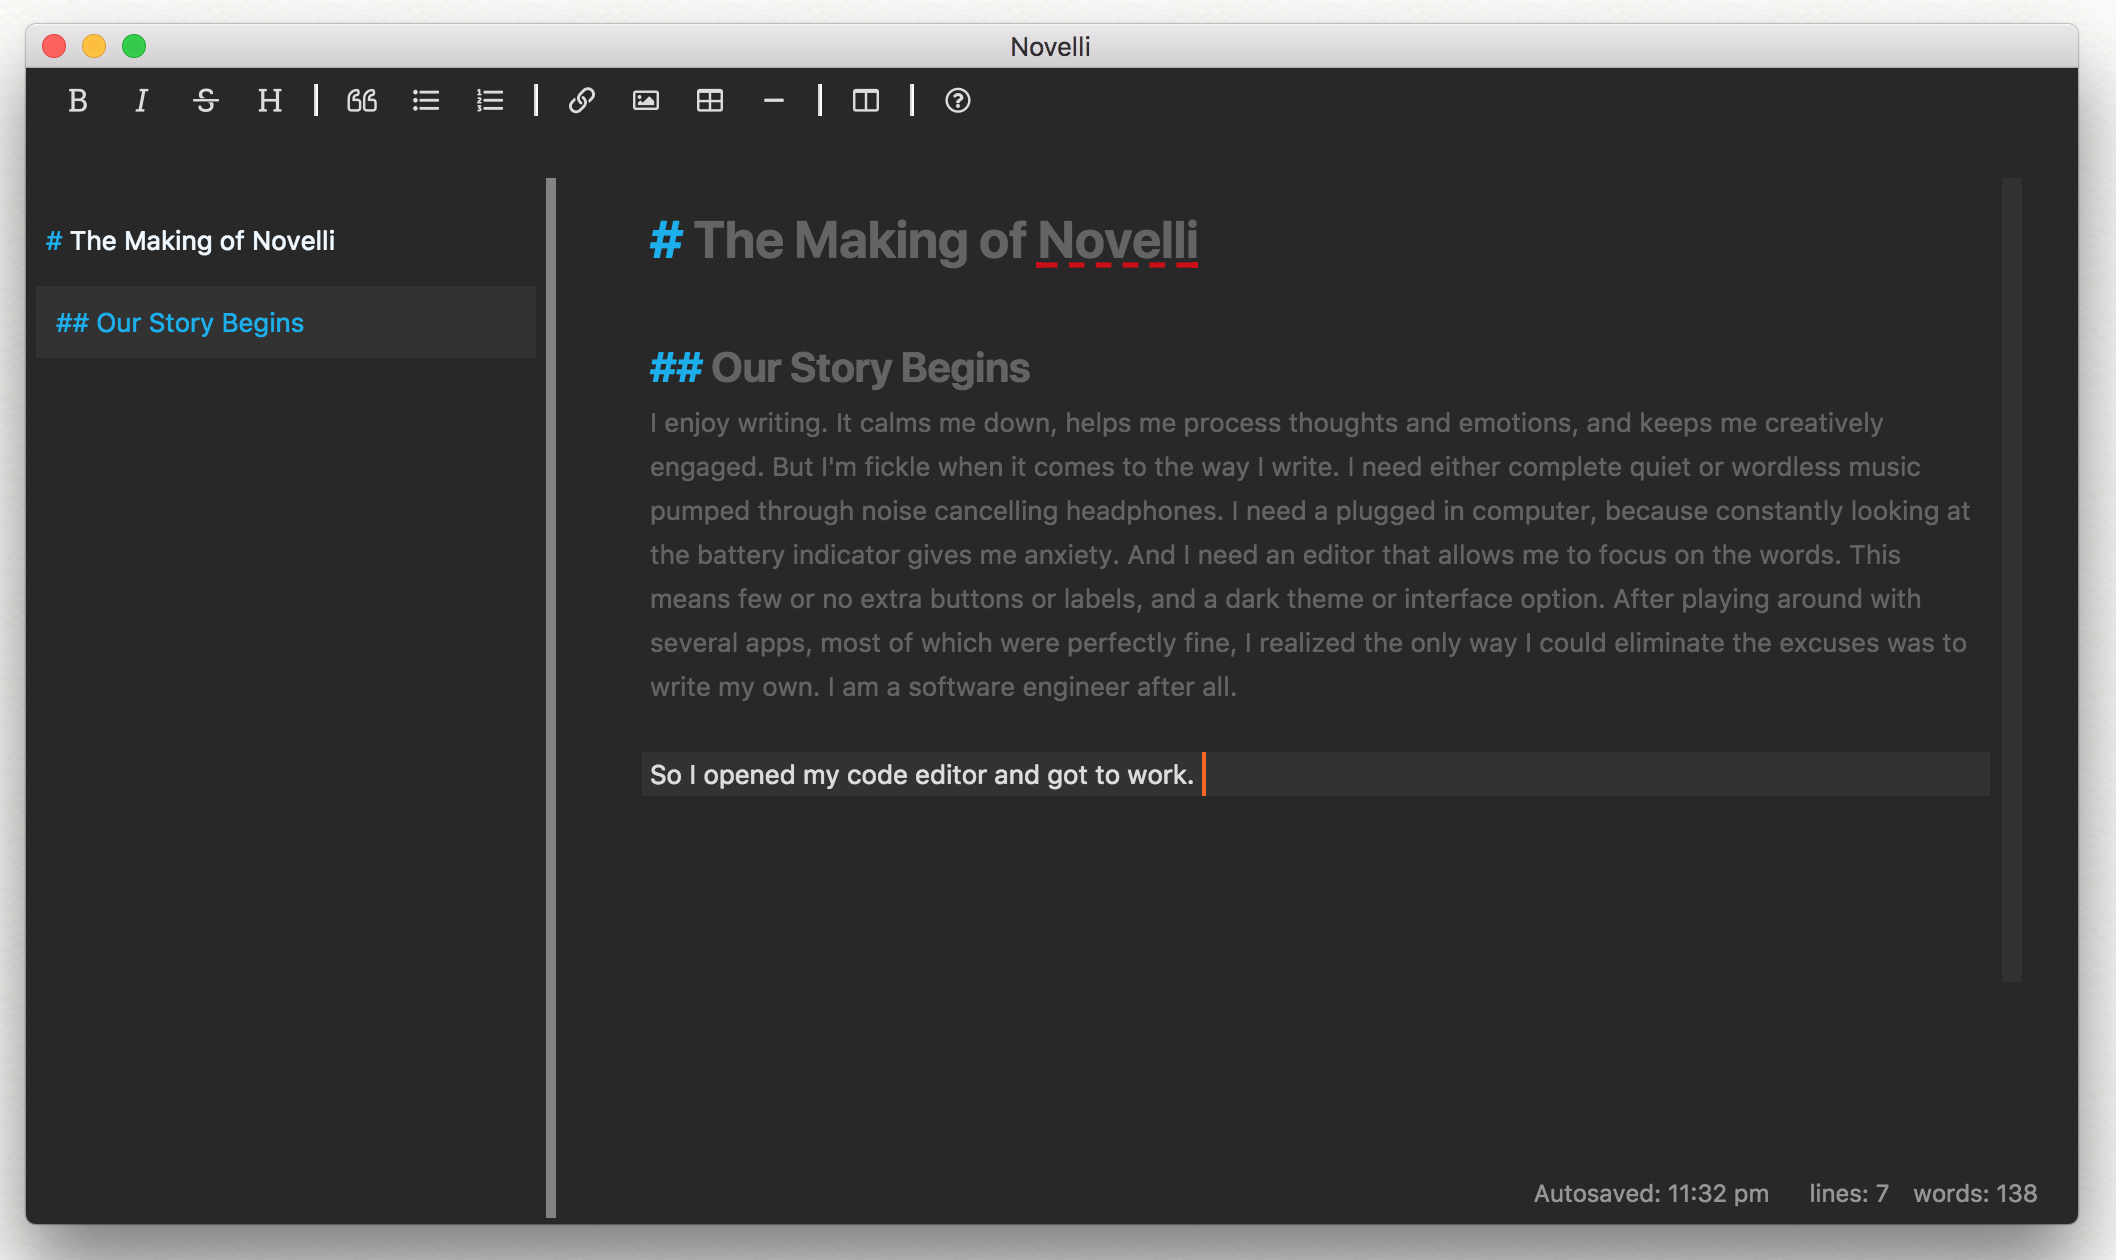 Novelli
B I S H
# The Making of Novelli
## Our Story Begins
# The Making of Novelli
## Our Story Begins
I enjoy writing. It calms me down, helps me process thoughts and emotions, and keeps me creatively
engaged. But I'm fickle when it comes to the way I write. I need either complete quiet or wordless music
pumped through noise cancelling headphones. I need a plugged in computer, because constantly looking at
the battery indicator gives me anxiety. And I need an editor that allows me to focus on the words. This
means few or no extra buttons or labels, and a dark theme or interface option. After playing around with
several apps, most of which were perfectly fine, I realized the only way I could eliminate the excuses was to
write my own. I am a software engineer after all.
So I opened my code editor and got to work.
Autosaved: 11:32 pm lines: 7 words: 138